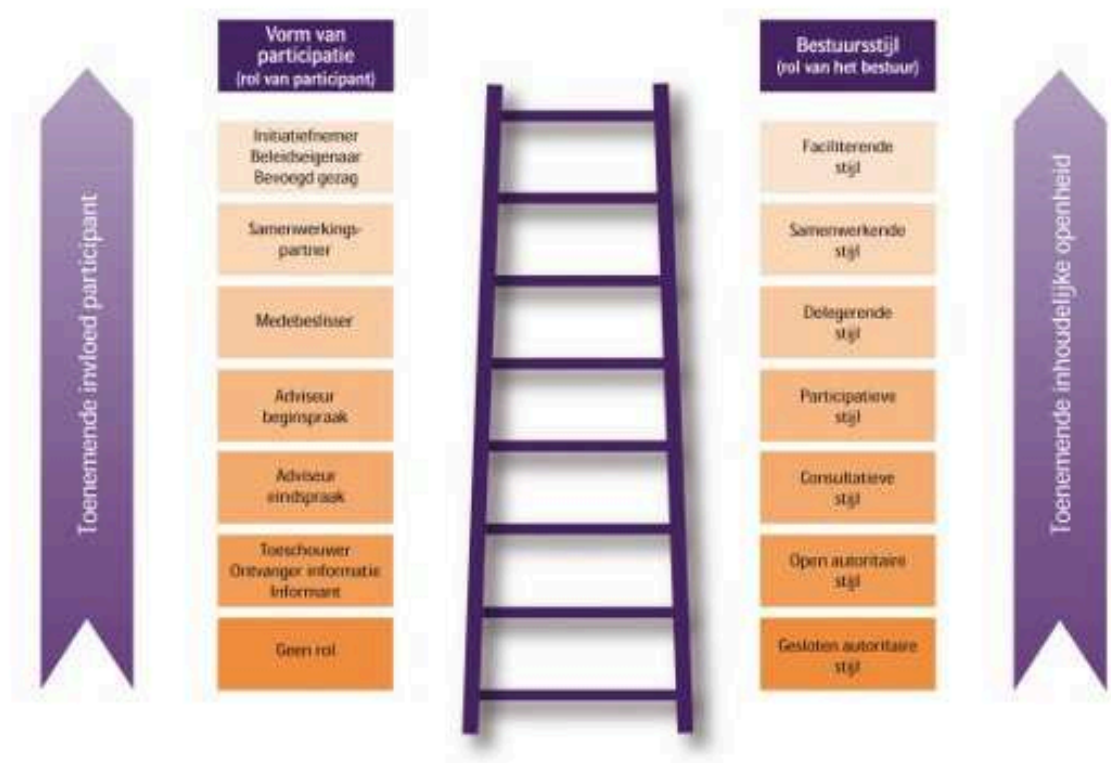 Vorm van
participatie
(rol van participant)
Bestuursstijl
(rol van het bestuur)
Toenemende invloed participant
Initiatiefnemer
Beleidseigenaar
Bevoegd gezag
Faciliterende
stijl
Samenwerkings-
partner
Samenwerkende
stijl
Medebeslisser
Delegerende
stijl
Adviseur
beginspraak
Participatieve
stijl
Adviseur
eindspraak
Consultatieve
stijl
Toeschouwer
Ontvanger informatie
Informant
Open autoritaire
stijl
Geen rol
Gesloten autoritaire
stijl
Toenemende inhoudelijke openheid